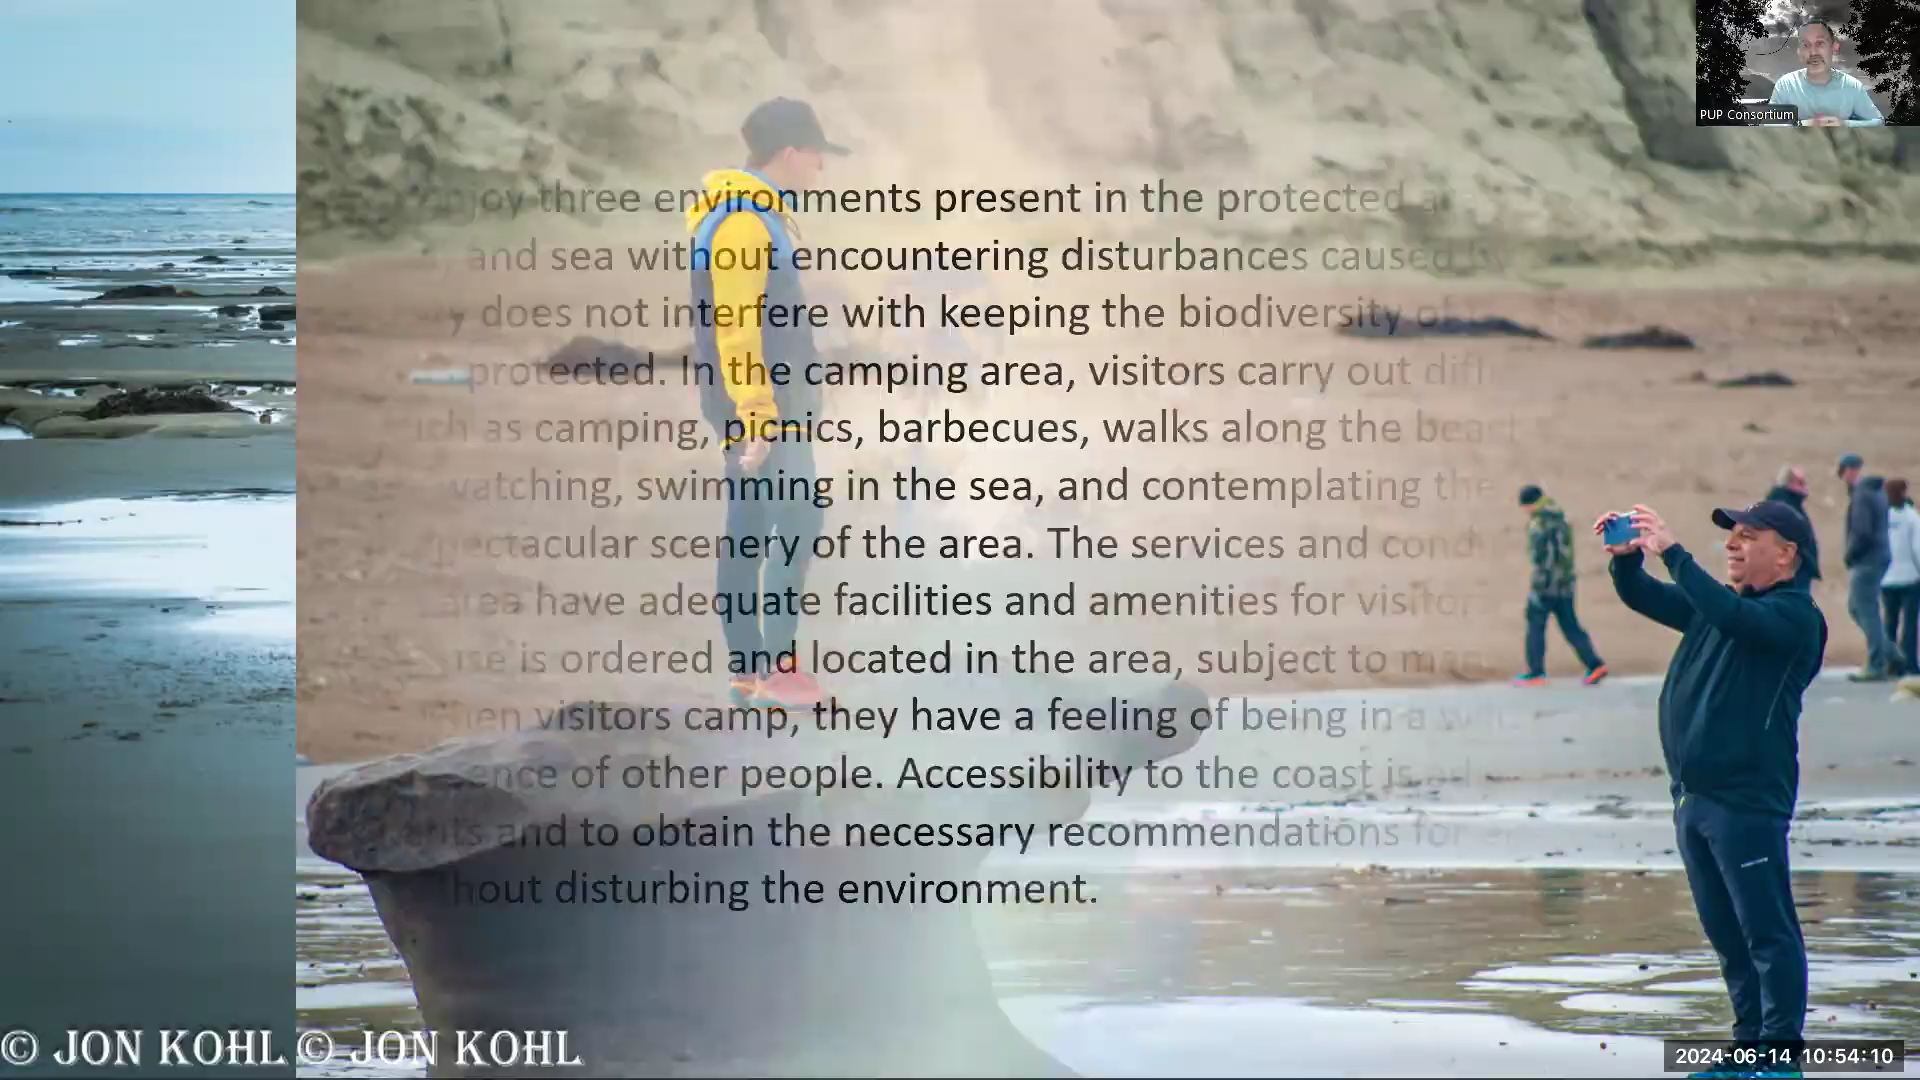 PUP Consortium
three environments present in the protected
and sea without encountering disturbances caused
does not interfere with keeping the biodiversity
protected. In the camping area, visitors carry out
as camping, picnics, barbecues, walks along the
watching, swimming in the sea, and contemplating the
scenery of the area. The services and
have adequate facilities and amenities for
is ordered and located in the area, subject to
visitors camp, they have a feeling of being in a
of other people. Accessibility to the coast is
and to obtain the necessary recommendations for
disturbing the environment.
© JON KOHL © JON KOHL
2024-06-14 10:54:10